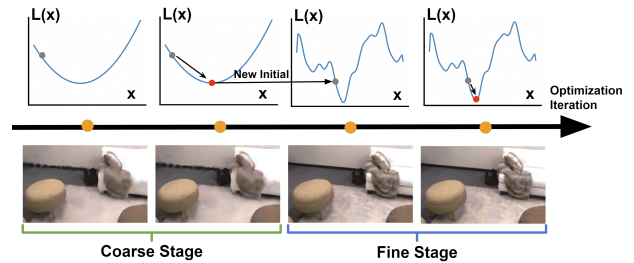 L(x)
L(x)
L(x)
L(x)
New Initial
x
x
x
x
Optimization
Iteration
Coarse Stage
Fine Stage